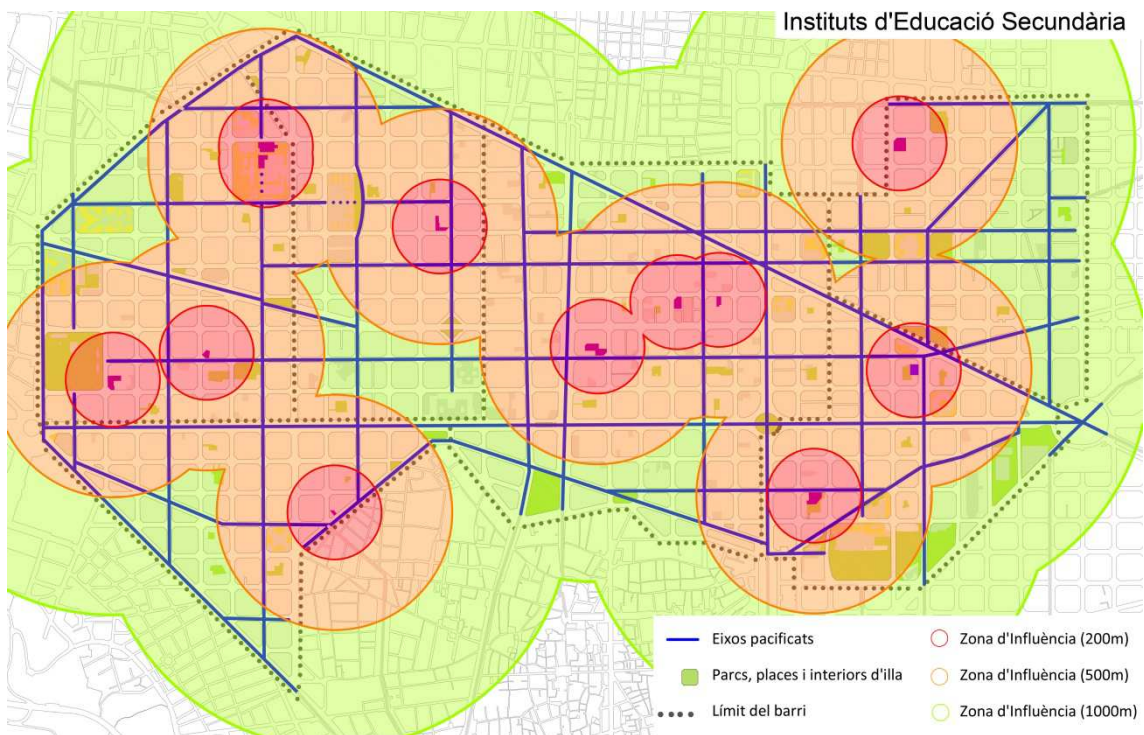 Instituts d'Educació Secundària
Eixos pacificats
Parcs, places i interiors d'illa
Límit del barri
Zona d'Influència (200m)
Zona d'Influència (500m)
Zona d'Influència (1000m)